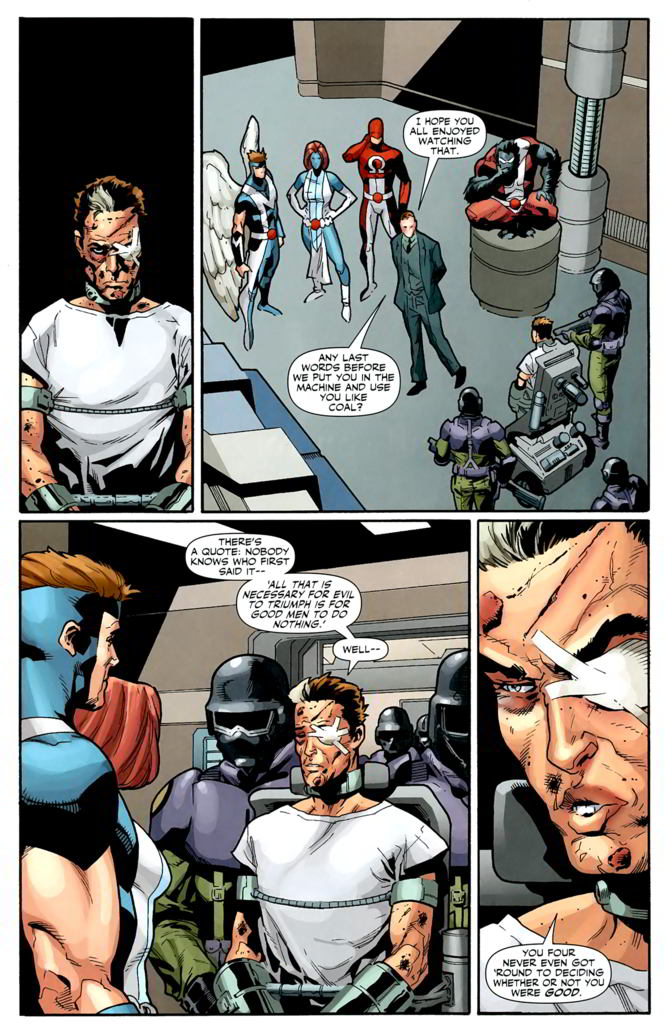 I HOPE YOU
ALL ENJOYED
WATCHING
THAT.
ANY LAST
WORDS BEFORE
WE PUT YOU IN THE
MACHINE AND USE
YOU LIKE
COAL?
THERE'S
A QUOTE: NOBODY
KNOWS WHO FIRST
SAID IT--
'ALL THAT IS
NECESSARY FOR EVIL
TO TRIUMPH IS FOR
GOOD MEN TO DO
NOTHING.'
WELL--
YOU FOUR
NEVER EVEN GOT
'ROUND TO DECIDING
WHETHER OR NOT YOU
WERE GOOD.
Ω